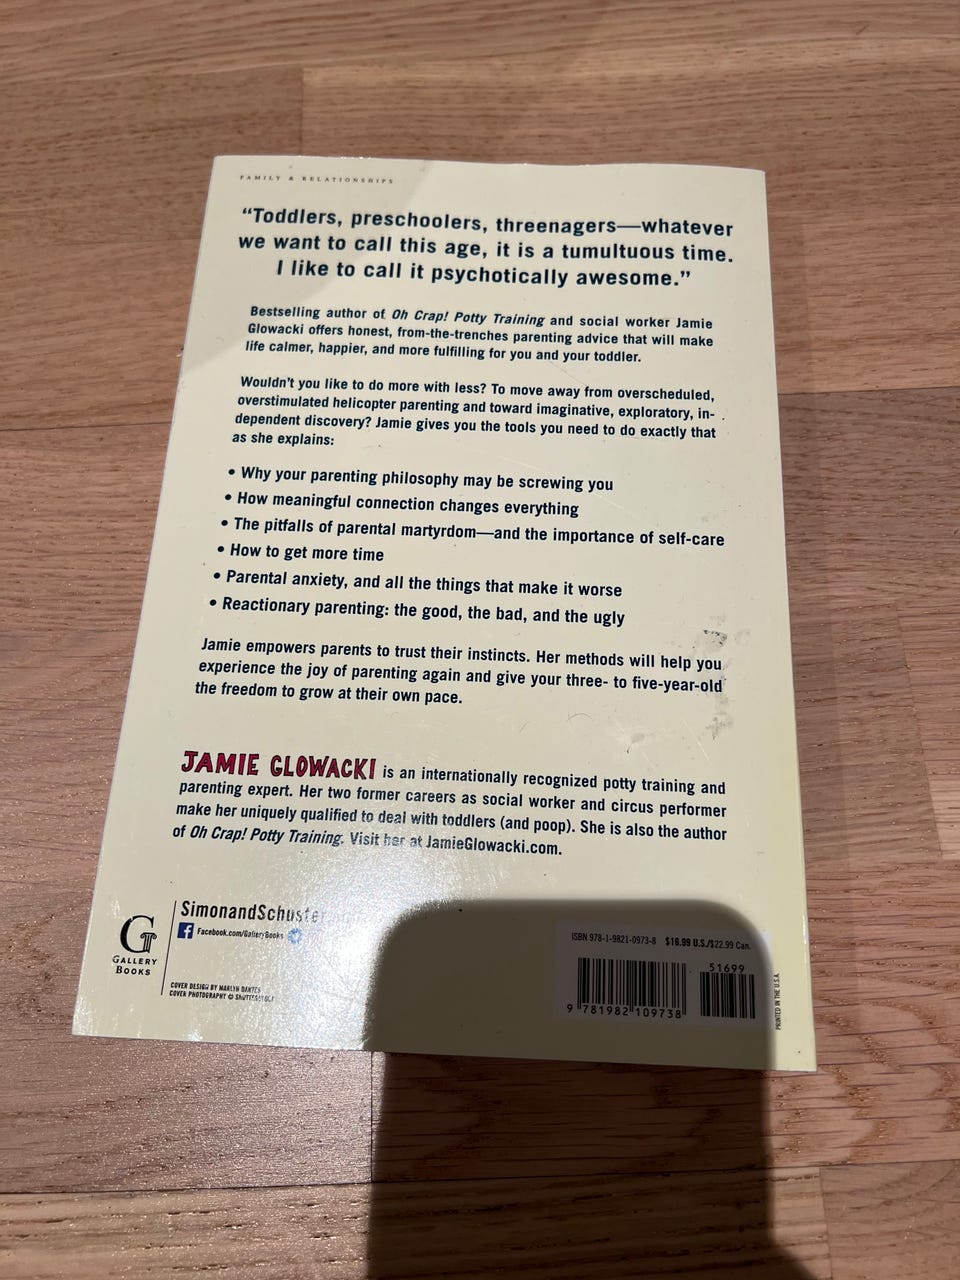 FAMILY & RELATIONSHIPS
“Toddlers, preschoolers, threenagers—whatever
we want to call this age, it is a tumultuous time.
I like to call it psychotically awesome.”
Bestselling author of Oh Crap! Potty Training and social worker Jamie
Glowacki offers honest, from-the-trenches parenting advice that will make
life calmer, happier, and more fulfilling for you and your toddler.
Wouldn’t you like to do more with less? To move away from overscheduled,
overstimulated helicopter parenting and toward imaginative, exploratory, in-
dependent discovery? Jamie gives you the tools you need to do exactly that
as she explains:
• Why your parenting philosophy may be screwing you
• How meaningful connection changes everything
• The pitfalls of parental martyrdom—and the importance of self-care
• How to get more time
• Parental anxiety, and all the things that make it worse
• Reactionary parenting: the good, the bad, and the ugly
Jamie empowers parents to trust their instincts. Her methods will help you
experience the joy of parenting again and give your three- to five-year-old
the freedom to grow at their own pace.
JAMIE GLOWACKI is an internationally recognized potty training and
parenting expert. Her two former careers as social worker and circus performer
make her uniquely qualified to deal with toddlers (and poop). She is also the author
of Oh Crap! Potty Training. Visit her at JamieGlowacki.com.
G
GALLERY
BOOKS
SimonandSchuster
Facebook.com/GalleryBooks
COVER DESIGN BY MARLYN DANTES
COVER PHOTOGRAPHY © SHUTTERSTOCK
ISBN 978-1-9821-0973-8 $16.99 U.S./$22.99 Can.
51699
9 781982 109738
PRINTED IN THE U.S.A.